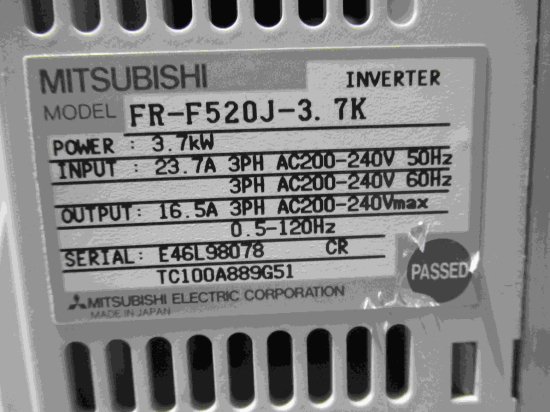 MITSUBISHI INVERTER
MODEL FR-F520J-3.7K
POWER : 3.7kW
INPUT : 23.7A 3PH AC200-240V 50Hz
3PH AC200-240V 60Hz
OUTPUT: 16.5A 3PH AC200-240Vmax
0.5-120Hz
SERIAL: E46L98078 CR
TC100A889G51
PASSED
MITSUBISHI ELECTRIC CORPORATION
MADE IN JAPAN